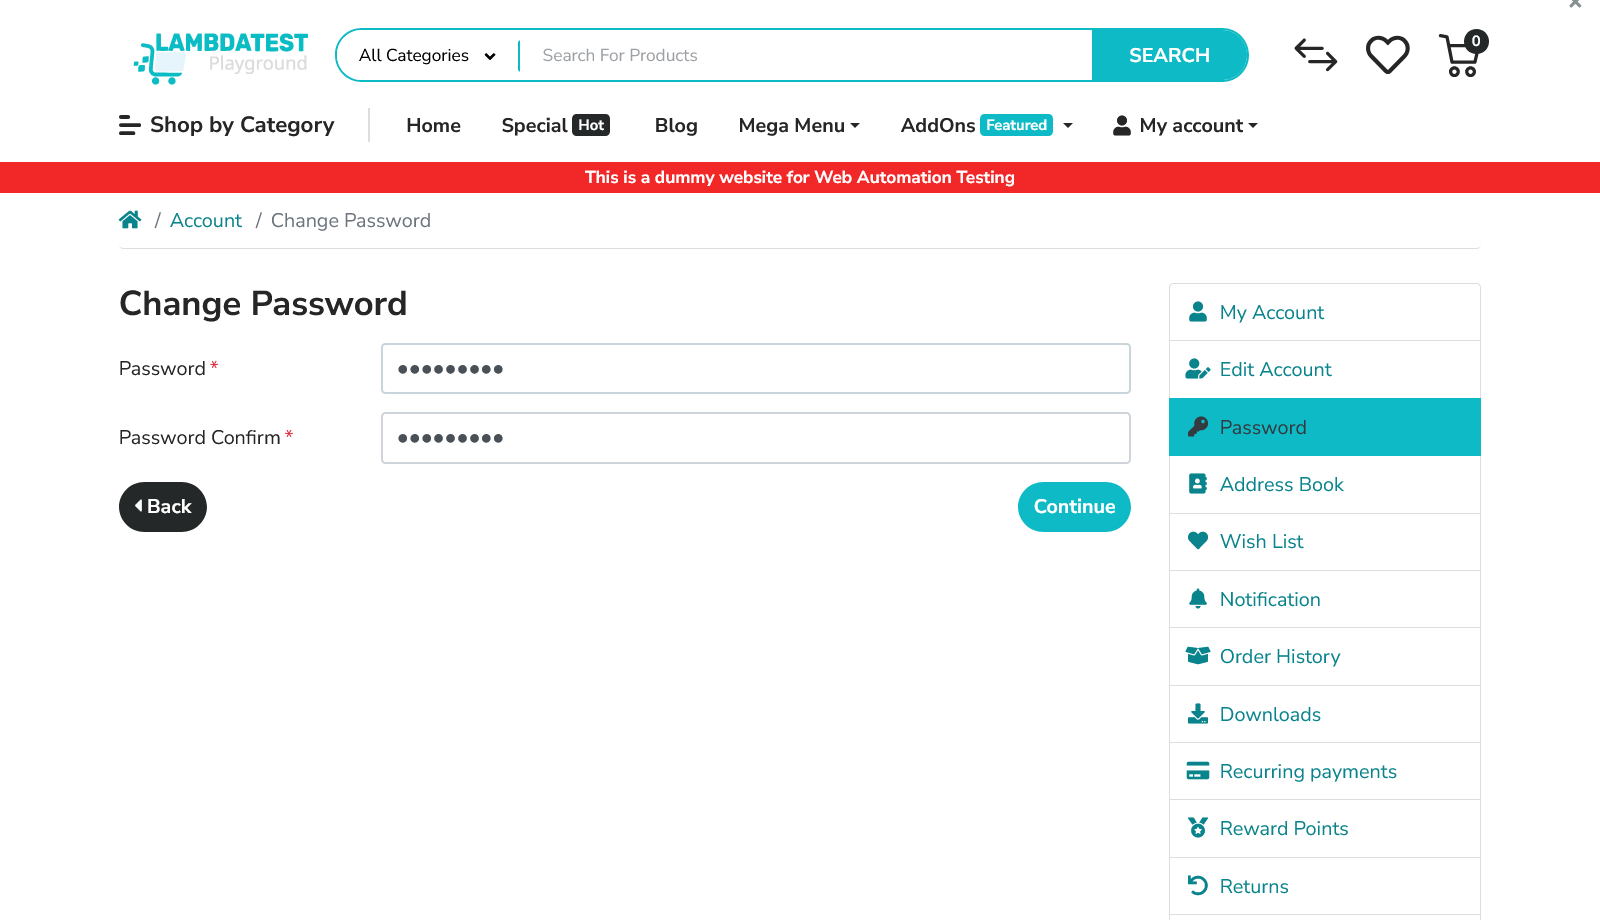 LAMBDATEST
Playground
All Categories
Search For Products
SEARCH
0
Shop by Category
Home
Special Hot
Blog
Mega Menu
AddOns Featured
My account
This is a dummy website for Web Automation Testing
/ Account / Change Password
Change Password
Password *
Password Confirm *
Back
Continue
My Account
Edit Account
Password
Address Book
Wish List
Notification
Order History
Downloads
Recurring payments
Reward Points
Returns